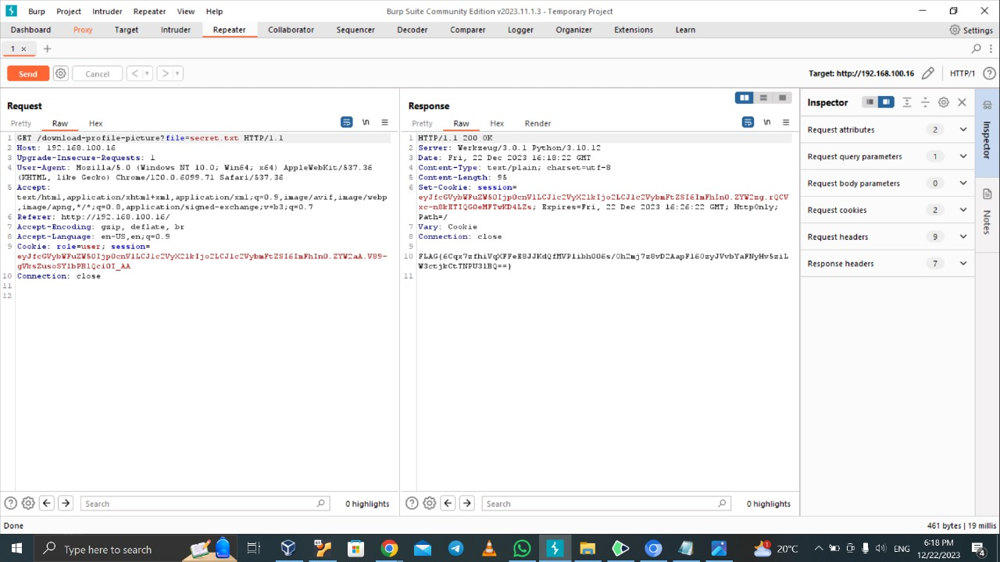 Burp Project Intruder Repeater View Help
Burp Suite Community Edition v2023.11.1.3 - Temporary Project
Dashboard Proxy Target Intruder Repeater Collaborator Sequencer Decoder Comparer Logger Organizer Extensions Learn
Settings
1 × +
Send Cancel < >
Target: http://192.168.100.16
HTTP/1
Request
Pretty Raw Hex
\n
1 GET /download-profile-picture?file=secret.txt HTTP/1.1
2 Host: 192.168.100.16
3 Upgrade-Insecure-Requests: 1
4 User-Agent: Mozilla/5.0 (Windows NT 10.0; Win64; x64) AppleWebKit/537.36
(KHTML, like Gecko) Chrome/120.0.6099.71 Safari/537.36
5 Accept:
text/html,application/xhtml+xml,application/xml;q=0.9,image/avif,image/webp
,image/apng,*/*;q=0.8,application/signed-exchange;v=b3;q=0.7
6 Referer: http://192.168.100.16/
7 Accept-Encoding: gzip, deflate, br
8 Accept-Language: en-US,en;q=0.9
9 Cookie: role=user; session=
10 Connection: close
11
12
Response
Pretty Raw Hex Render
\n
1 HTTP/1.1 200 OK
2 Server: Werkzeug/3.0.1 Python/3.10.12
3 Date: Fri, 22 Dec 2023 16:18:22 GMT
4 Content-Type: text/plain; charset=utf-8
5 Content-Length: 95
6 Set-Cookie: session=
Expires=Fri, 22 Dec 2023 16:26:22 GMT; HttpOnly;
Path=/
7 Vary: Cookie
8 Connection: close
9
10
11
Inspector
Request attributes 2
Request query parameters 1
Request body parameters 0
Request cookies 2
Request headers 9
Response headers 7
Inspector
Notes
Search
0 highlights
Search
0 highlights
Done
461 bytes | 19 millis
Type here to search
1
20°C
ENG
6:18 PM
12/22/2023
4